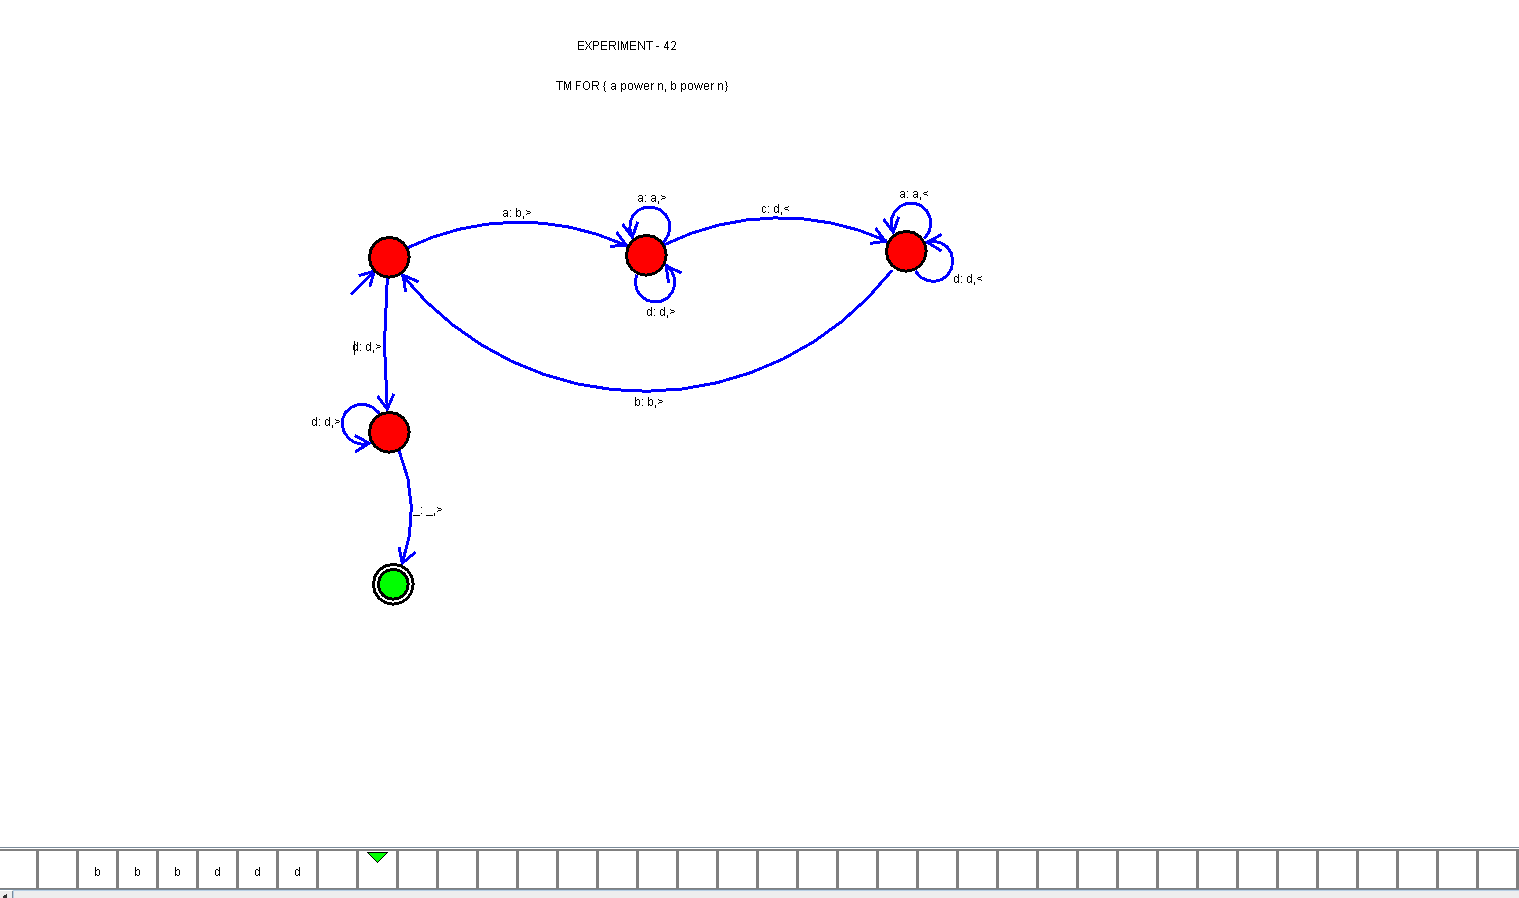 EXPERIMENT - 42
TM FOR { a power n, b power n}
a: a,>
a: a,<
a: b,>
c: d,<
d: d,<
d: d,>
d: d,>
b: b,>
d: d,>
_: _,>
b b b d d d